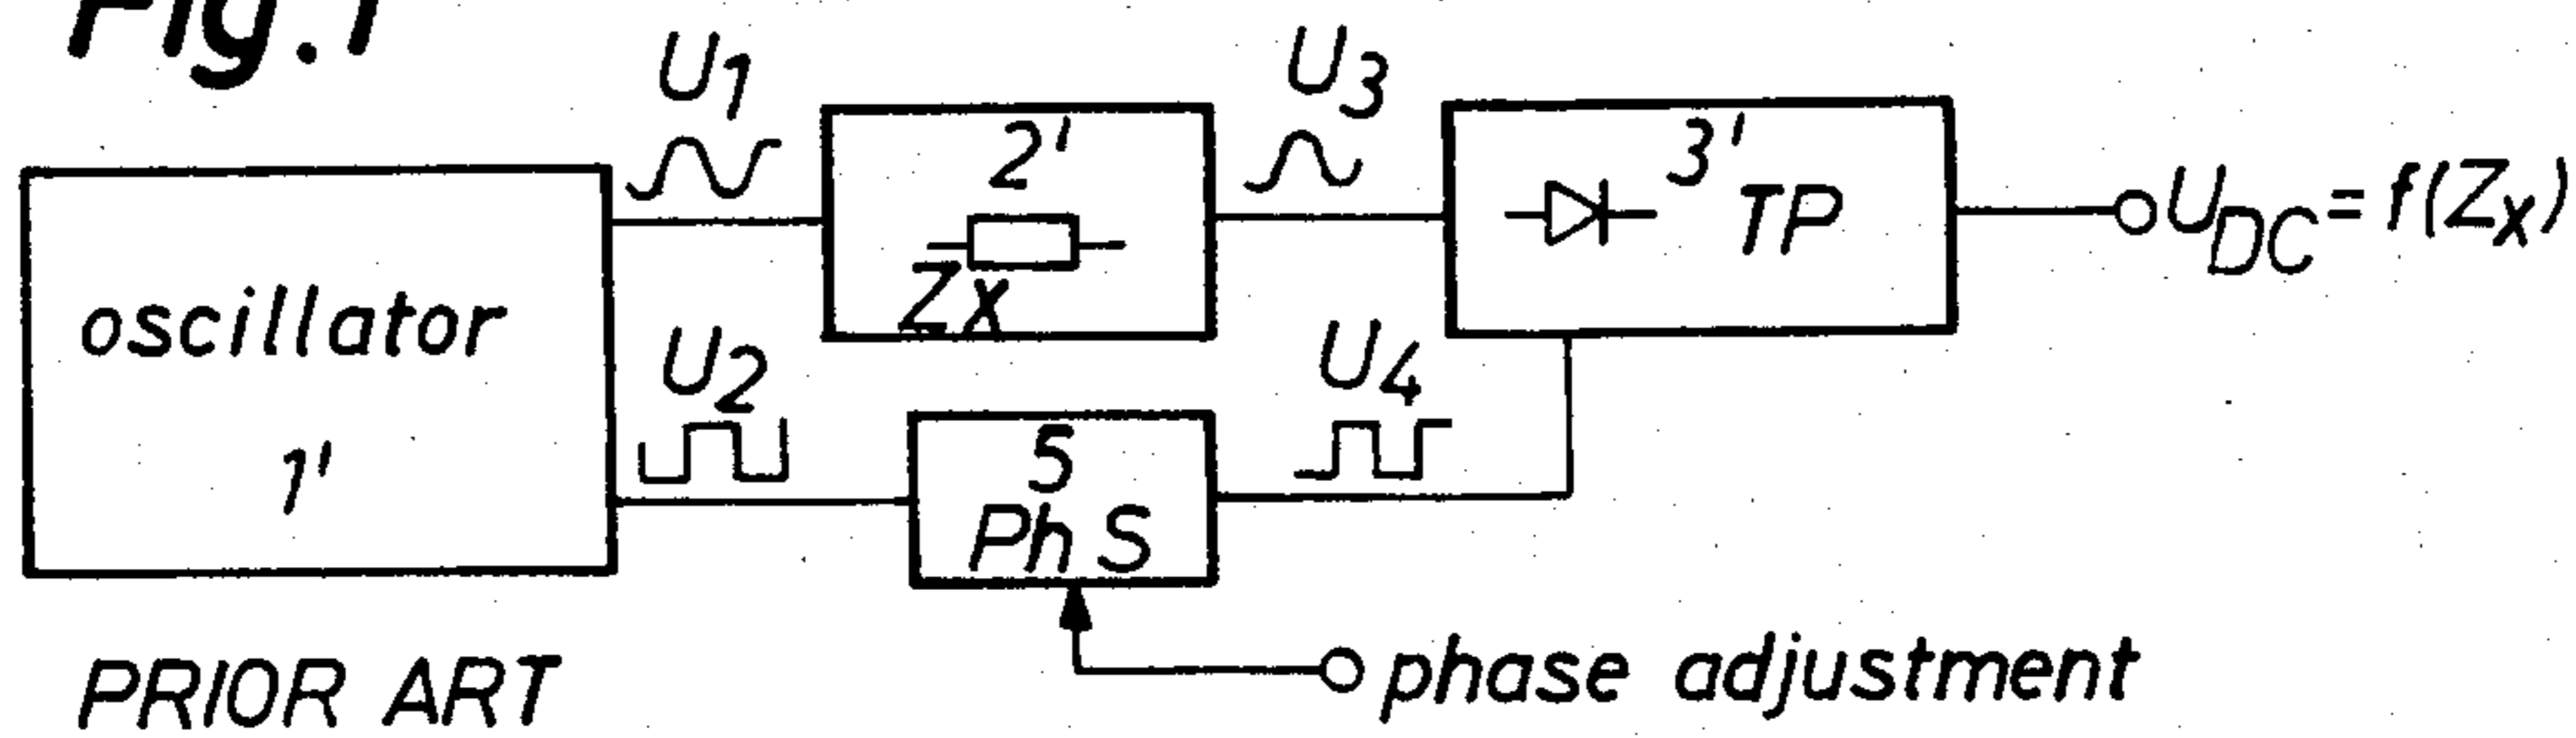 Fig.1
U1
U3
2'
3'
TP
Zx
UDC = f(Zx)
oscillator
1'
U2
U4
5
PhS
phase adjustment
PRIOR ART